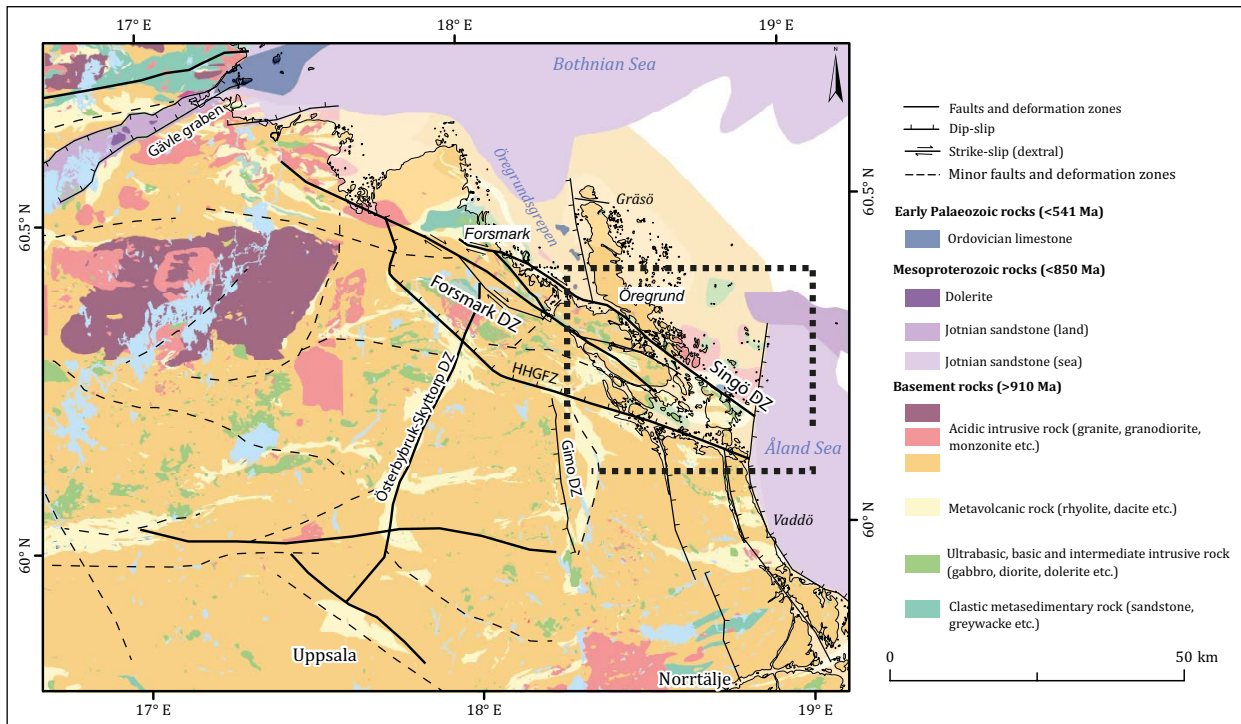 17° E
18° E
19° E
Bothnian Sea
N
Gävle graben
Öregrundsgrepen
Gräsö
60.5° N
60.5° N
Forsmark
Öregrund
Forsmark DZ
HHGFZ
Singö DZ
Österbybruk-Skyttorp DZ
Gimo DZ
Åland Sea
Vaddö
60° N
60° N
Uppsala
Norrtälje
17° E
18° E
19° E
Faults and deformation zones
Dip-slip
Strike-slip (dextral)
Minor faults and deformation zones
Early Palaeozoic rocks (<541 Ma)
Ordovician limestone
Mesoproterozoic rocks (<850 Ma)
Dolerite
Jotnian sandstone (land)
Jotnian sandstone (sea)
Basement rocks (>910 Ma)
Acidic intrusive rock (granite, granodiorite,
monzonite etc.)
Metavolcanic rock (rhyolite, dacite etc.)
Ultrabasic, basic and intermediate intrusive rock
(gabbro, diorite, dolerite etc.)
Clastic metasedimentary rock (sandstone,
greywacke etc.)
0
50 km